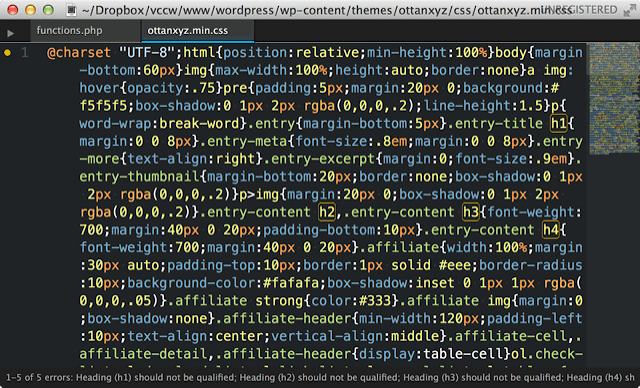 ~/Dropbox/vccw/www/wordpress/wp-content/themes/ottanxyz/css/ottanxyz.min.css
UNREGISTERED
functions.php
ottanxyz.min.css
1 @charset "UTF-8";html{position:relative;min-height:100%}body{margin
-bottom:60px}img{max-width:100%;height:auto;border:none}a img:
hover{opacity:.75}pre{padding:5px;margin:20px 0;background:#
f5f5f5;box-shadow:0 1px 2px rgba(0,0,0,.2);line-height:1.5}p{
word-wrap:break-word}.entry{margin-bottom:5px}.entry-title h1{
margin:0 0 8px}.entry-meta{font-size:.8em;margin:0 0 8px}.entry-
more{text-align:right}.entry-excerpt{margin:0;font-size:.9em}.
entry-thumbnail{margin-bottom:20px;border:none;box-shadow:0 1px
2px rgba(0,0,0,.2)}p>img{margin:20px 0;box-shadow:0 1px 2px
rgba(0,0,0,.2)}.entry-content h2,.entry-content h3{font-weight:
700;margin:40px 0 20px;padding-bottom:10px}.entry-content h4{
font-weight:700;margin:40px 0 20px}.affiliate{width:100%;margin
:30px auto;padding-top:10px;border:1px solid #eee;border-radius
:10px;background-color:#fafafa;box-shadow:inset 0 1px 1px rgba(
0,0,0,.05)}.affiliate strong{color:#333}.affiliate img{margin:0
;box-shadow:none}.affiliate-header{min-width:120px;padding-left
:10px;text-align:center;vertical-align:middle}.affiliate-cell,.
affiliate-detail,.affiliate-header{display:table-cell}ol.check-
1–5 of 5 errors: Heading (h1) should not be qualified; Heading (h2) should not be qualified; Heading (h3) should not be qualified; Heading (h4) sh